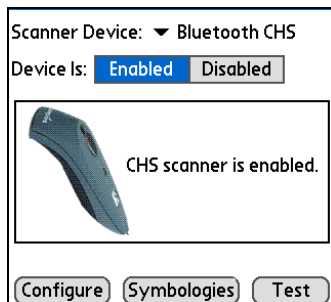 Scanner Device: Bluetooth CHS
Device Is: Enabled Disabled
CHS scanner is enabled.
Configure Symbologies Test